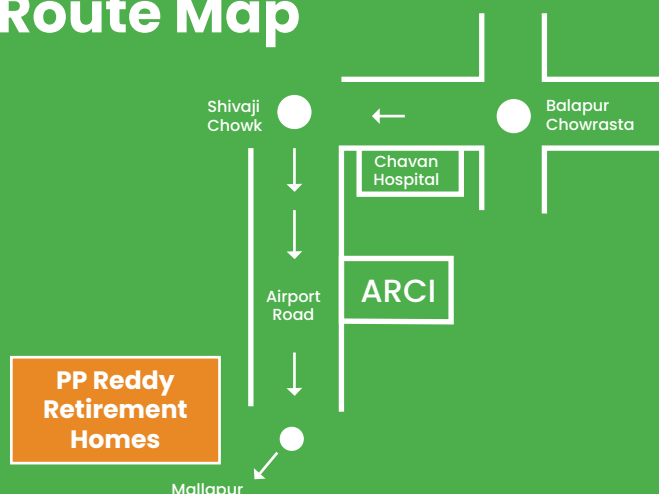 Route Map
Shivaji
Chowk
Balapur
Chowrasta
Chavan
Hospital
ARCI
Airport
Road
PP Reddy
Retirement
Homes
Mallapur